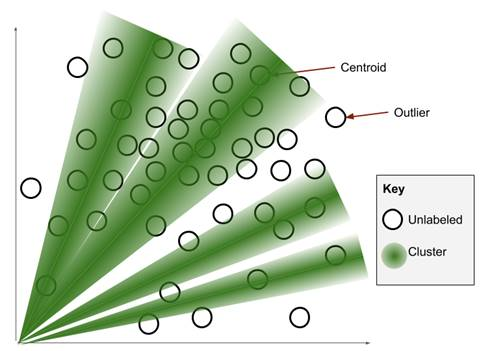 Centroid
Outlier
Key
Unlabeled
Cluster